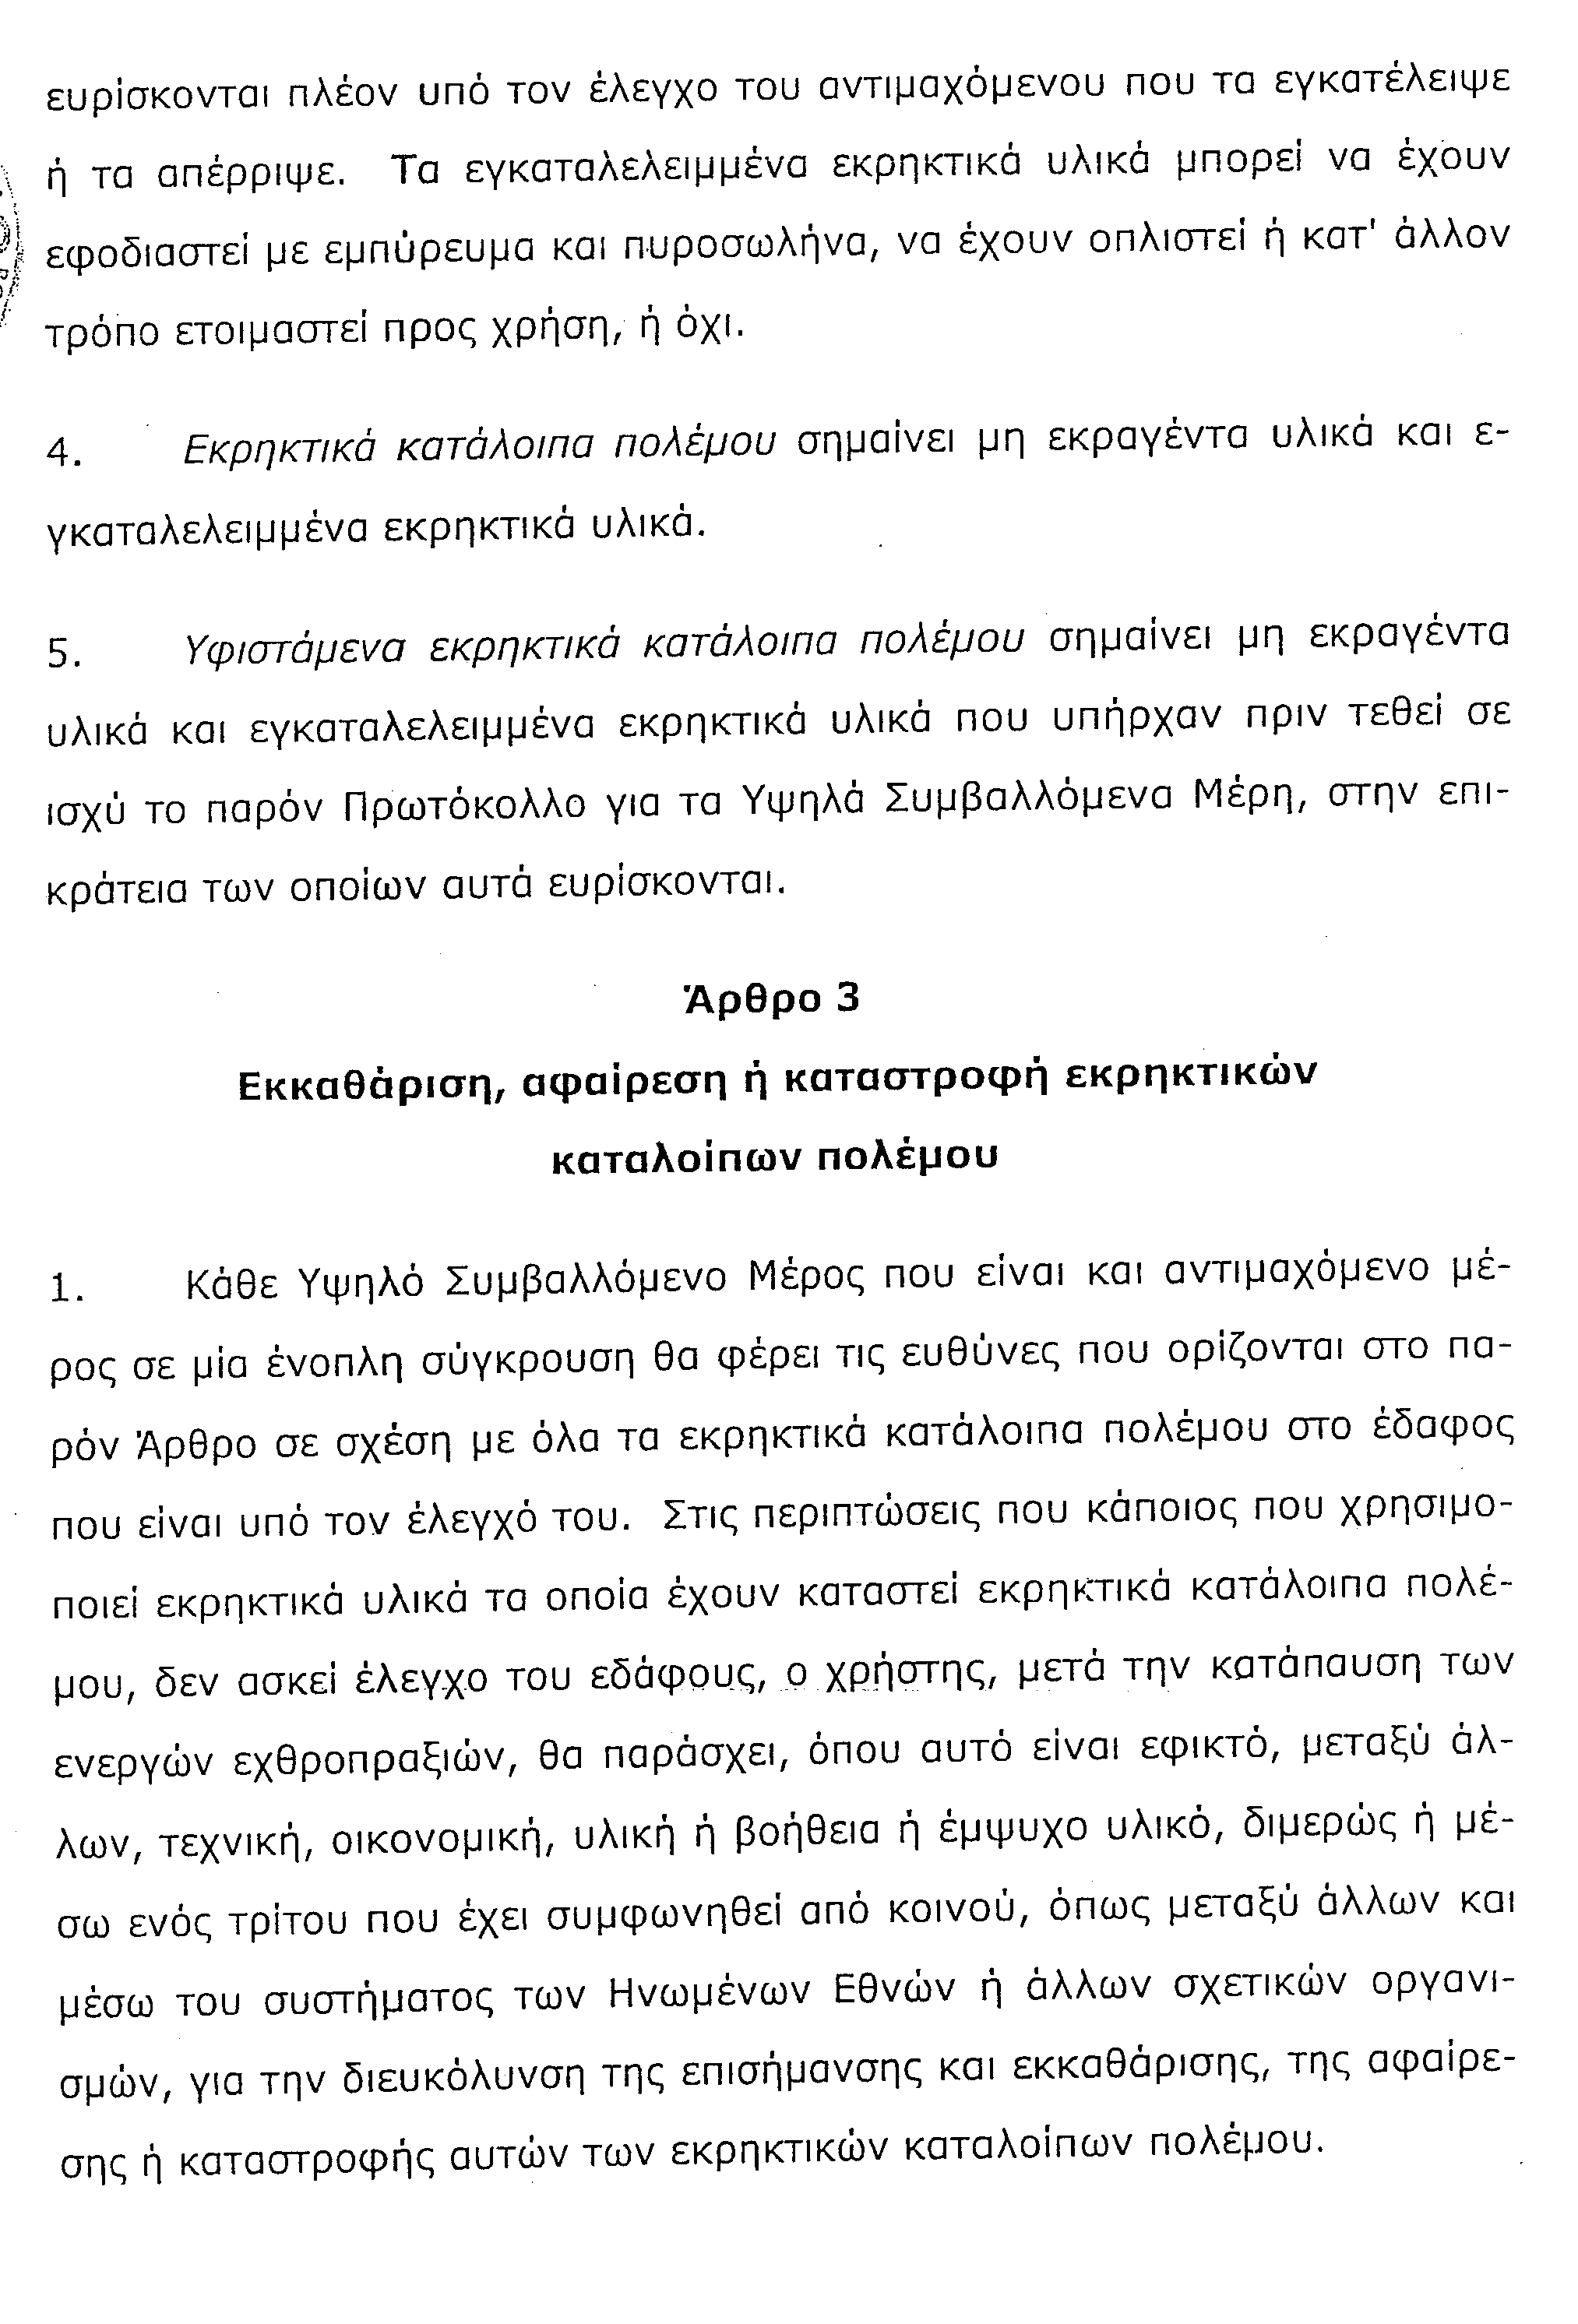 ευρίσκονται πλέον υπό τον έλεγχο του αντιμαχόμενου που τα εγκατέλειψε
ή τα απέρριψε. Τα εγκαταλελειμμένα εκρηκτικά υλικά μπορεί να έχουν
εφοδιαστεί με εμπύρευμα και πυροσωλήνα, να έχουν οπλιστεί ή κατ' άλλον
τρόπο ετοιμαστεί προς χρήση, ή όχι.
4. Εκρηκτικά κατάλοιπα πολέμου σημαίνει μη εκραγέντα υλικά και ε-
γκαταλελειμμένα εκρηκτικά υλικά.
5. Υφιστάμενα εκρηκτικά κατάλοιπα πολέμου σημαίνει μη εκραγέντα
υλικά και εγκαταλελειμμένα εκρηκτικά υλικά που υπήρχαν πριν τεθεί σε
ισχύ το παρόν Πρωτόκολλο για τα Υψηλά Συμβαλλόμενα Μέρη, στην επι-
κράτεια των οποίων αυτά ευρίσκονται.
Άρθρο 3
Εκκαθάριση, αφαίρεση ή καταστροφή εκρηκτικών
καταλοίπων πολέμου
1. Κάθε Υψηλό Συμβαλλόμενο Μέρος που είναι και αντιμαχόμενο μέ-
ρος σε μία ένοπλη σύγκρουση θα φέρει τις ευθύνες που ορίζονται στο πα-
ρόν Άρθρο σε σχέση με όλα τα εκρηκτικά κατάλοιπα πολέμου στο έδαφος
που είναι υπό τον έλεγχό του. Στις περιπτώσεις που κάποιος που χρησιμο-
ποιεί εκρηκτικά υλικά τα οποία έχουν καταστεί εκρηκτικά κατάλοιπα πολέ-
μου, δεν ασκεί έλεγχο του εδάφους, ο χρήστης, μετά την κατάπαυση των
ενεργών εχθροπραξιών, θα παράσχει, όπου αυτό είναι εφικτό, μεταξύ άλ-
λων, τεχνική, οικονομική, υλική ή βοήθεια ή έμψυχο υλικό, διμερώς ή μέ-
σω ενός τρίτου που έχει συμφωνηθεί από κοινού, όπως μεταξύ άλλων και
μέσω του συστήματος των Ηνωμένων Εθνών ή άλλων σχετικών οργανι-
σμών, για την διευκόλυνση της επισήμανσης και εκκαθάρισης, της αφαίρε-
σης ή καταστροφής αυτών των εκρηκτικών καταλοίπων πολέμου.